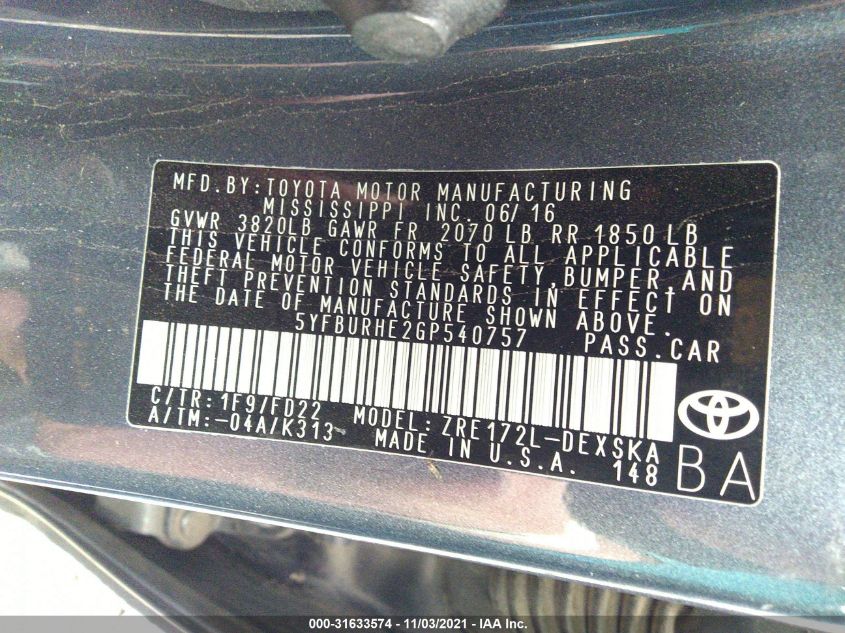 MFD.BY:TOYOTA MOTOR MANUFACTURING
MISSISSIPPI INC. 06/16
GVWR 3820LB GAWR FR 2070 LB RR 1850 LB
THIS VEHICLE CONFORMS TO ALL APPLICABLE
FEDERAL MOTOR VEHICLE SAFETY,BUMPER,AND
THEFT PREVENTION STANDARDS IN EFFECT ON
THE DATE OF MANUFACTURE SHOWN ABOVE.
5YFBURHE2GP540757 PASS.CAR
C/TR:1F9/FD22 MODEL:ZRE172L-DEXSKA
A/TM:-04A/K313 MADE IN U.S.A. 148
BA
000-31633574 — 11/03/2021 — IAA Inc.